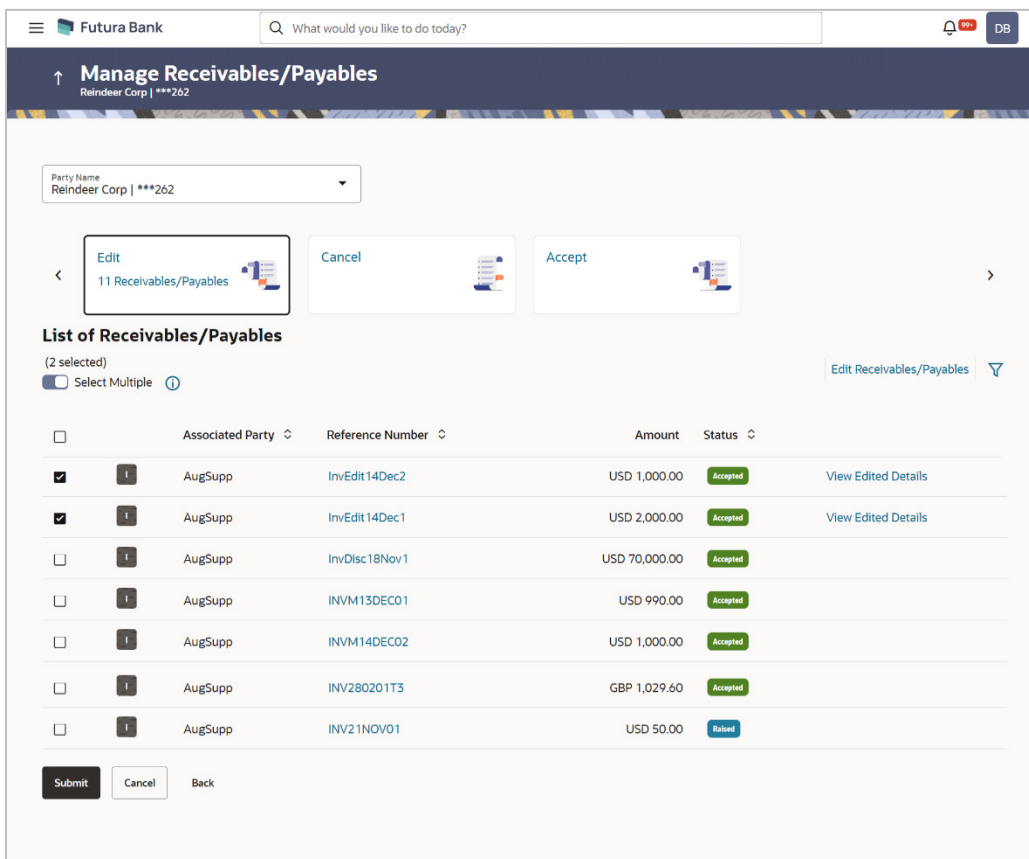 Futura Bank
What would you like to do today?
99+
DB
Manage Receivables/Payables
Reindeer Corp | ***262
Party Name
Reindeer Corp | ***262
Edit
11 Receivables/Payables
Cancel
Accept
List of Receivables/Payables
(2 selected)
Select Multiple
Edit Receivables/Payables
Associated Party Reference Number Amount Status
I AugSupp InvEdit14Dec2 USD 1,000.00 Accepted View Edited Details
I AugSupp InvEdit14Dec1 USD 2,000.00 Accepted View Edited Details
I AugSupp InvDisc18Nov1 USD 70,000.00 Accepted
I AugSupp INVM13DEC01 USD 990.00 Accepted
I AugSupp INVM14DEC02 USD 1,000.00 Accepted
I AugSupp INV280201T3 GBP 1,029.60 Accepted
I AugSupp INV21NOV01 USD 50.00 Raised
Submit Cancel Back